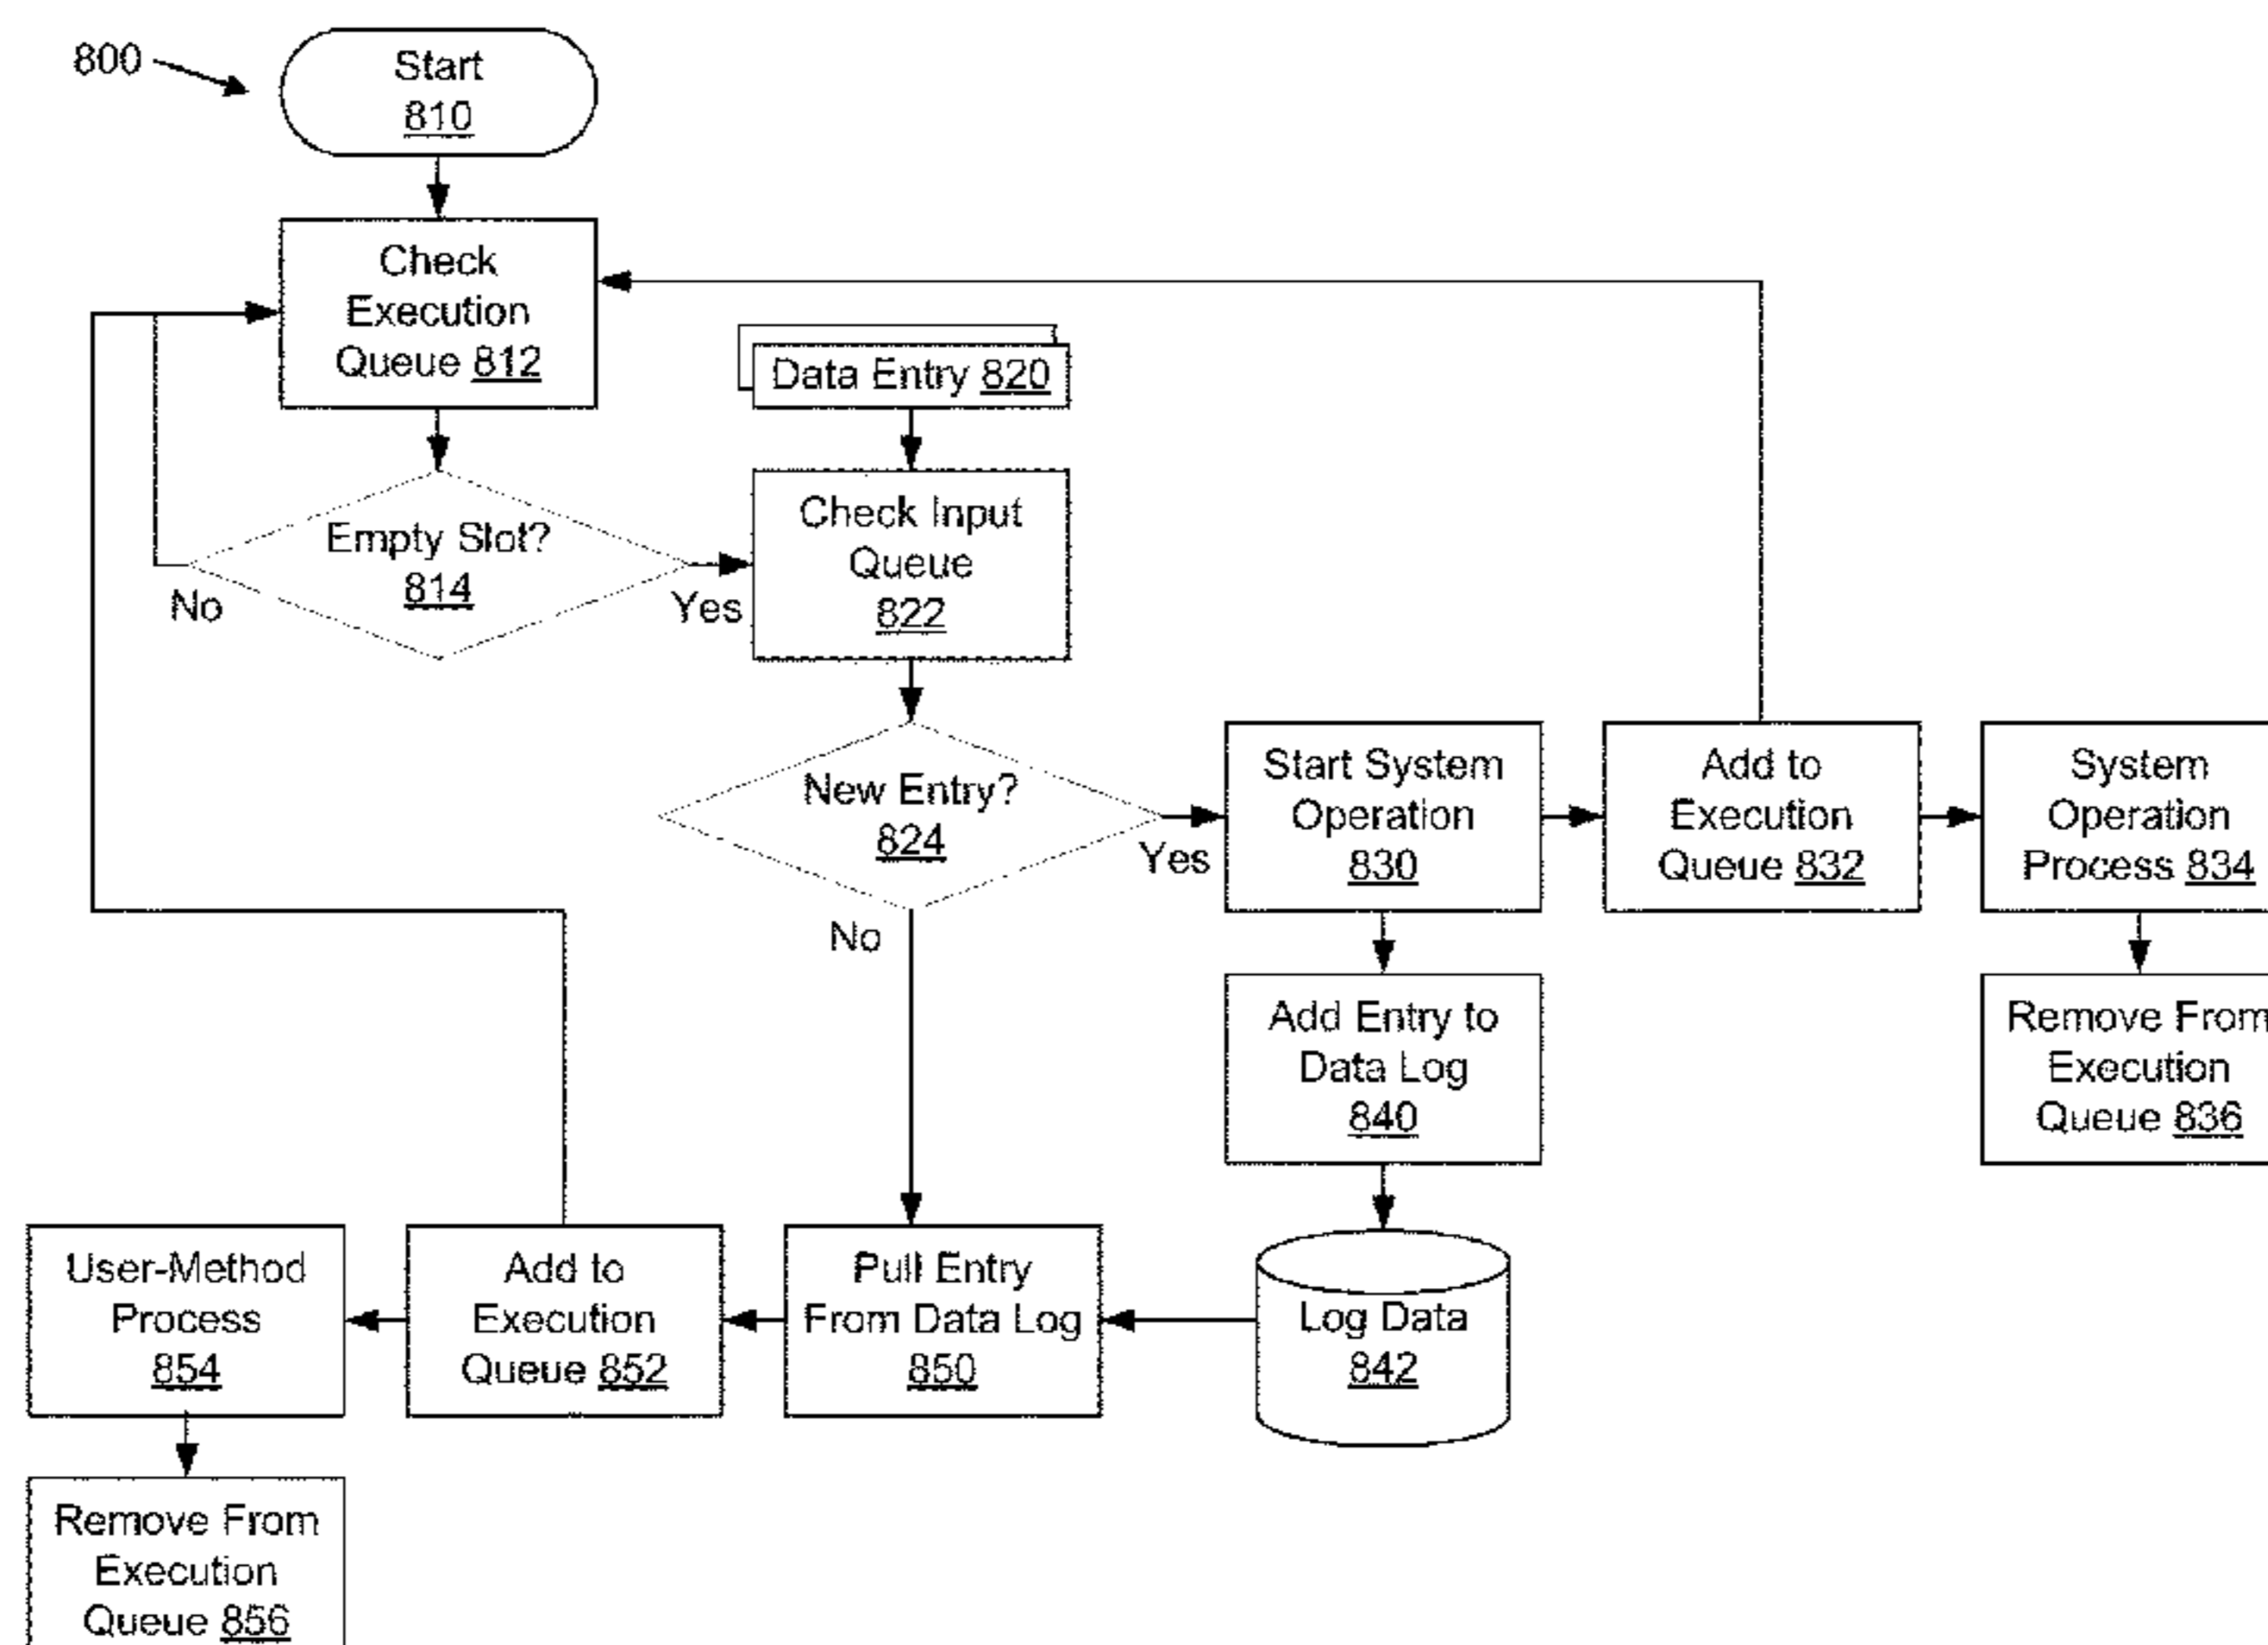 800
Start
810
Check
Execution
Queue 812
Data Entry 820
Empty Slot?
814
No
Yes
Check Input
Queue
822
New Entry?
824
Yes
No
Start System
Operation
830
Add to
Execution
Queue 832
System
Operation
Process 834
Add Entry to
Data Log
840
Remove From
Execution
Queue 836
User-Method
Process
854
Add to
Execution
Queue 852
Pull Entry
From Data Log
850
Log Data
842
Remove From
Execution
Queue 856